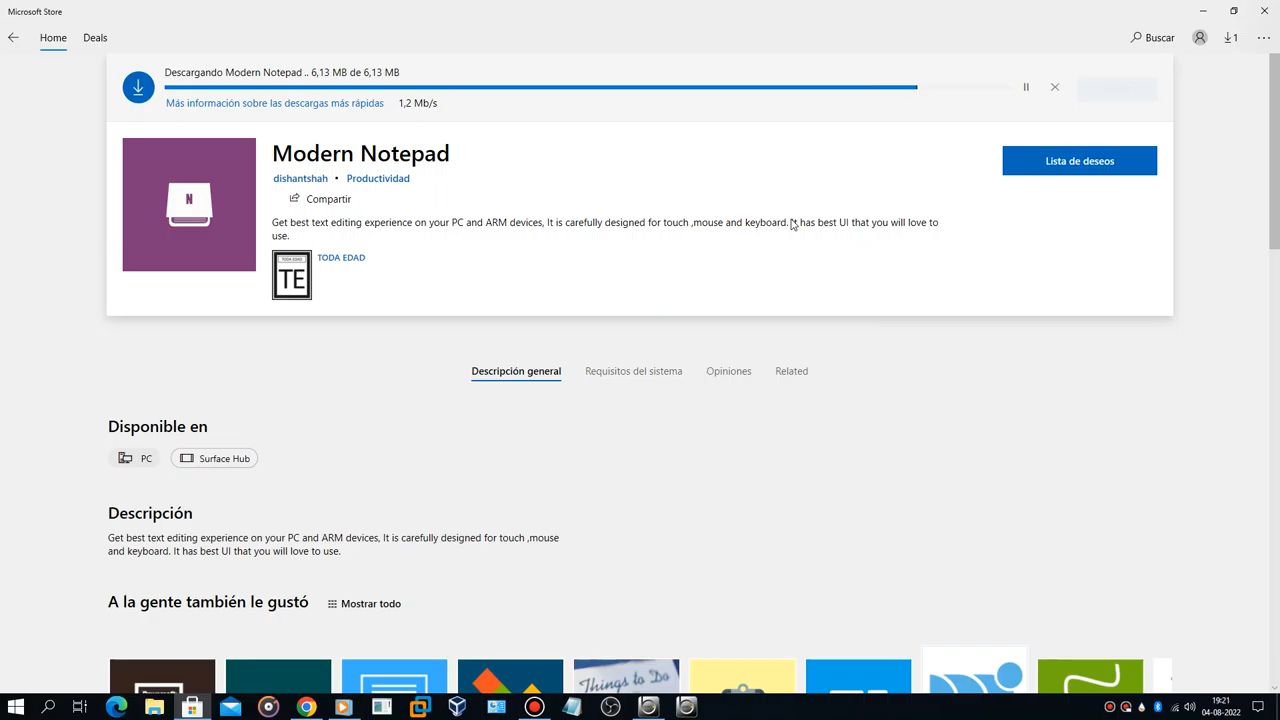 Microsoft Store
Home
Deals
Buscar
1
Descargando Modern Notepad .. 6,13 MB de 6,13 MB
Más información sobre las descargas más rápidas
1,2 Mb/s
N
Modern Notepad
dishantshah • Productividad
Compartir
Get best text editing experience on your PC and ARM devices, It is carefully designed for touch ,mouse and keyboard. It has best UI that you will love to
use.
Lista de deseos
TODA EDAD
TE
TODA EDAD
Descripción general
Requisitos del sistema
Opiniones
Related
Disponible en
PC
Surface Hub
Descripción
Get best text editing experience on your PC and ARM devices, It is carefully designed for touch ,mouse
and keyboard. It has best UI that you will love to use.
A la gente también le gustó
Mostrar todo
Things to Do
19:21
04-08-2022